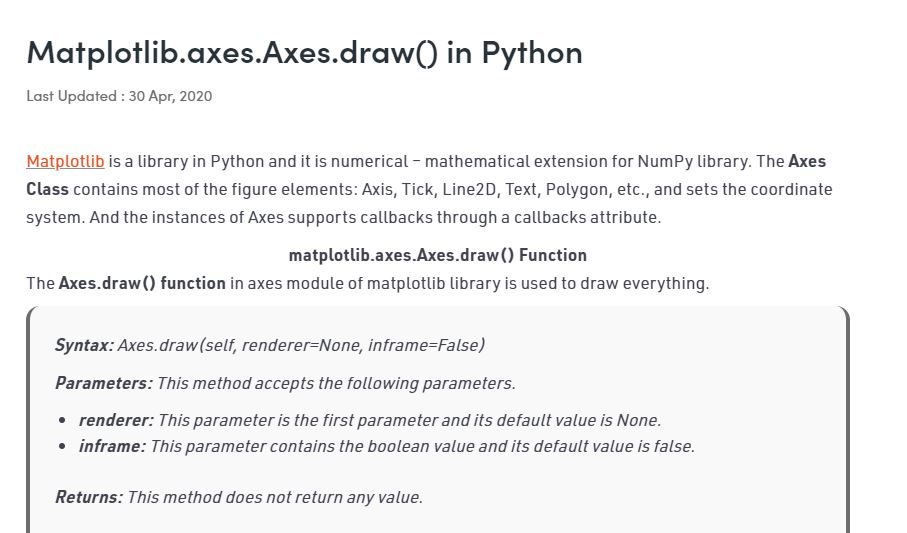 Matplotlib.axes.Axes.draw() in Python
Last Updated : 30 Apr, 2020
Matplotlib is a library in Python and it is numerical – mathematical extension for NumPy library. The Axes
Class contains most of the figure elements: Axis, Tick, Line2D, Text, Polygon, etc., and sets the coordinate
system. And the instances of Axes supports callbacks through a callbacks attribute.
matplotlib.axes.Axes.draw() Function
The Axes.draw() function in axes module of matplotlib library is used to draw everything.
Syntax: Axes.draw(self, renderer=None, inframe=False)
Parameters: This method accepts the following parameters.
• renderer: This parameter is the first parameter and its default value is None.
• inframe: This parameter contains the boolean value and its default value is false.
Returns: This method does not return any value.